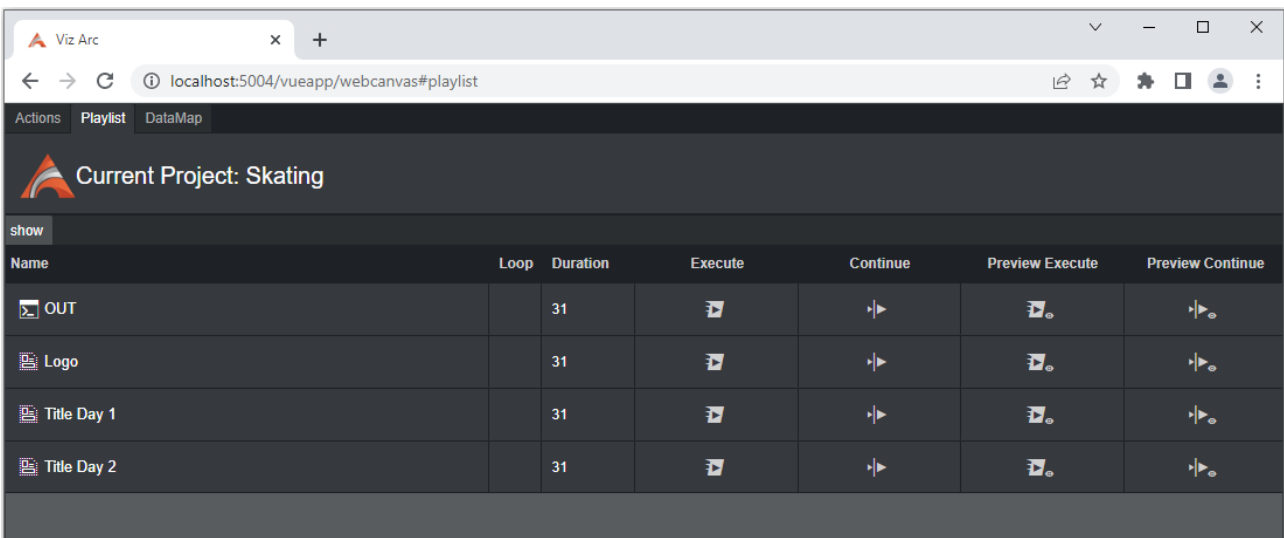 Viz Arc
localhost:5004/vueapp/webcanvas#playlist
Actions Playlist DataMap
Current Project: Skating
show
Name Loop Duration Execute Continue Preview Execute Preview Continue
OUT 31
Logo 31
Title Day 1 31
Title Day 2 31